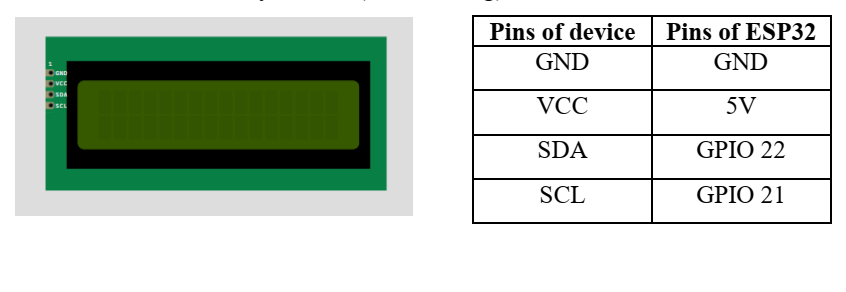 1
GND
VCC
SDA
SCL
Pins of device Pins of ESP32
GND GND
VCC 5V
SDA GPIO 22
SCL GPIO 21